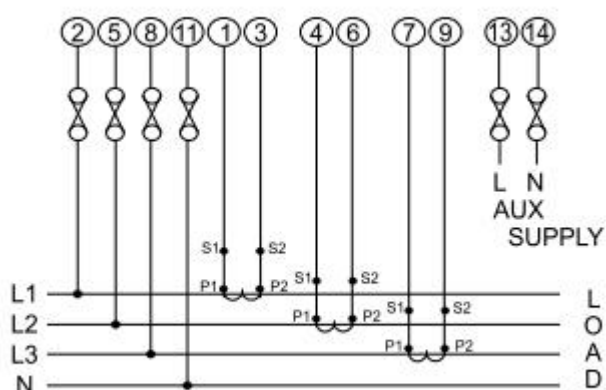 2 5 8 11 1 3 4 6 7 9 13 14
L N
AUX
SUPPLY
S1 S2
S1 S2
L1 P1 P2 L
S1 S2
L2 P1 P2 O
L3 P1 P2 A
N D